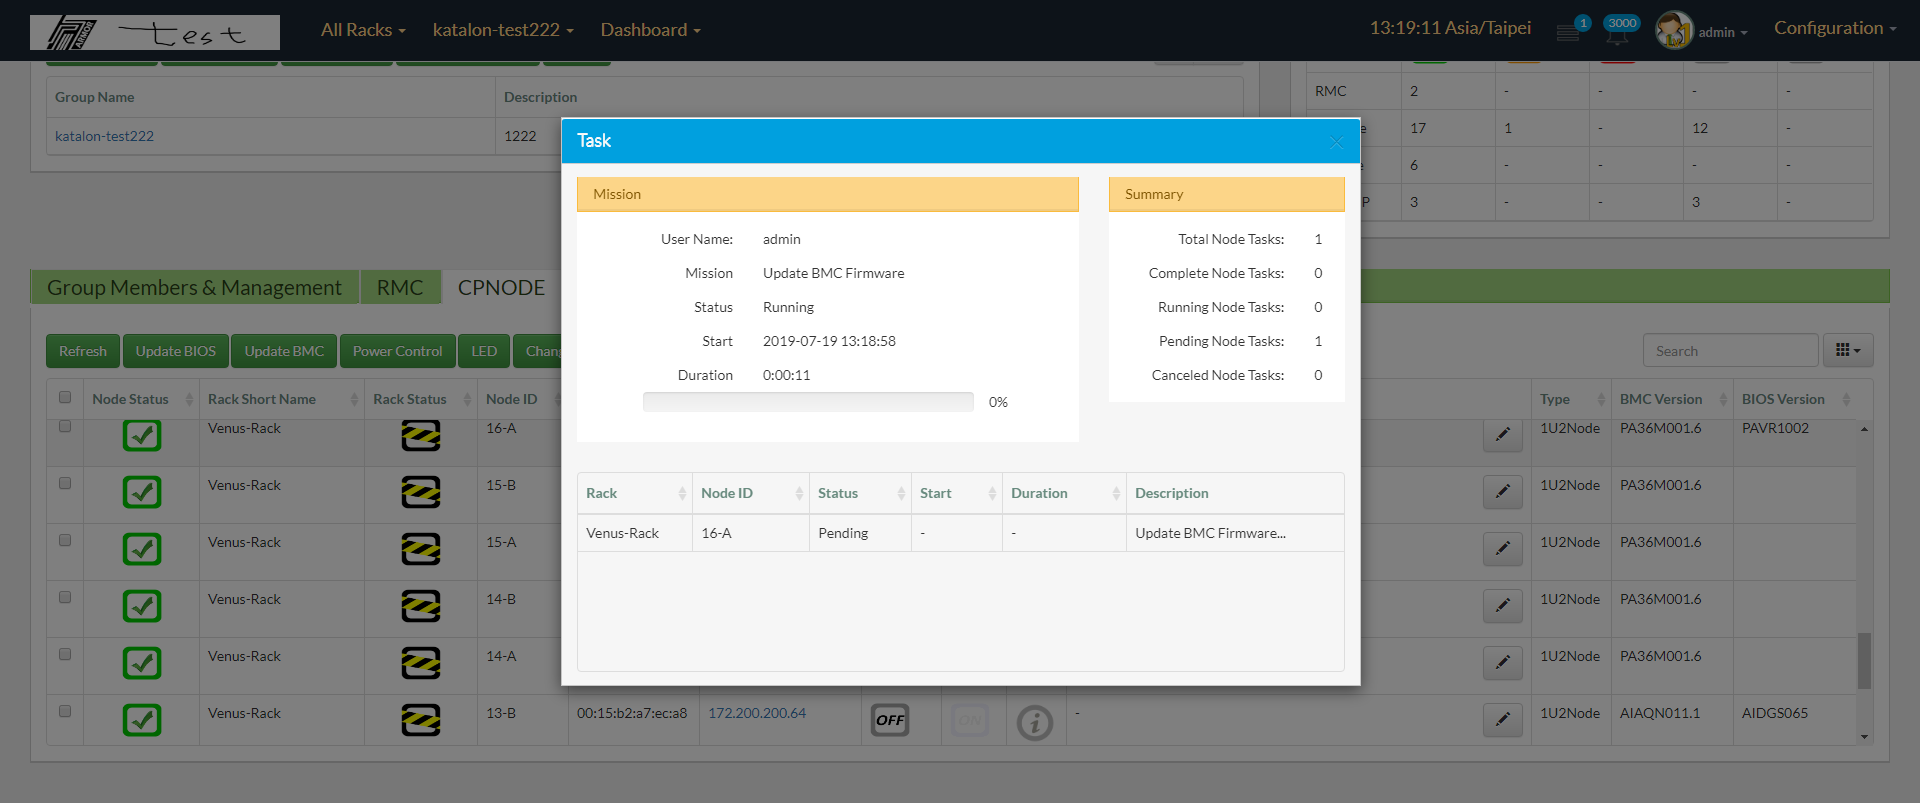 ARMOR test All Racks katalon-test222 Dashboard 13:19:11 Asia/Taipei 1 3000 admin Configuration
Group Name Description
katalon-test222 1222
RMC 2 - - - -
e 17 1 - 12 -
e 6 - - - -
P 3 - - 3 -
Task
Mission
User Name: admin
Mission Update BMC Firmware
Status Running
Start 2019-07-19 13:18:58
Duration 0:00:11
0%
Summary
Total Node Tasks: 1
Complete Node Tasks: 0
Running Node Tasks: 0
Pending Node Tasks: 1
Canceled Node Tasks: 0
Rack Node ID Status Start Duration Description
Venus-Rack 16-A Pending - - Update BMC Firmware...
Group Members & Management RMC CPNODE
Refresh Update BIOS Update BMC Power Control LED Chan
Search
Node Status Rack Short Name Rack Status Node ID Type BMC Version BIOS Version
Venus-Rack 16-A 1U2Node PA36M001.6 PAVR1002
Venus-Rack 15-B 1U2Node PA36M001.6
Venus-Rack 15-A 1U2Node PA36M001.6
Venus-Rack 14-B 1U2Node PA36M001.6
Venus-Rack 14-A 1U2Node PA36M001.6
Venus-Rack 13-B 00:15:b2:a7:ec:a8 172.200.200.64 OFF ON i - 1U2Node AIAQN011.1 AIDGS065